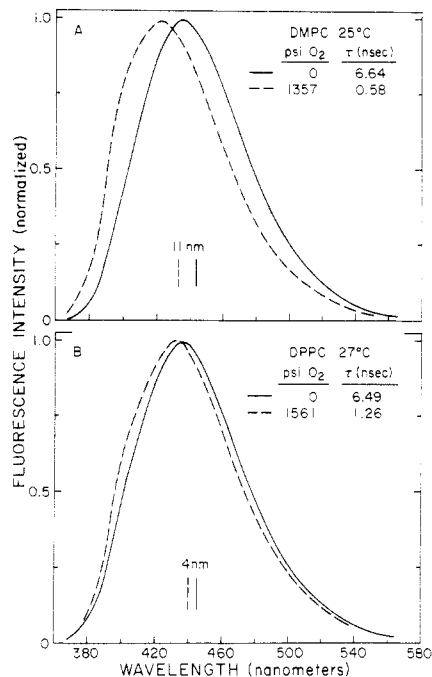 A
DMPC 25°C
psi O₂ τ (nsec)
0 6.64
1357 0.58
1.0
0.5
0
11 nm
B
DPPC 27°C
psi O₂ τ (nsec)
0 6.49
1561 1.26
1.0
0.5
0
4nm
FLUORESCENCE INTENSITY (normalized)
380 420 460 500 540 580
WAVELENGTH (nanometers)